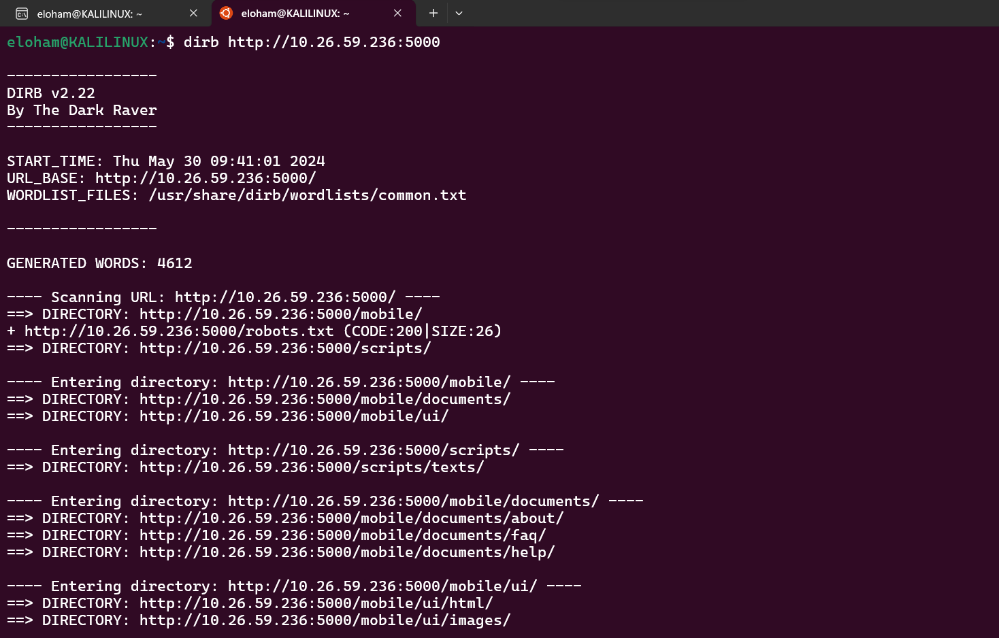 eloham@KALILINUX: ~
eloham@KALILINUX: ~
eloham@KALILINUX:~$ dirb http://10.26.59.236:5000
-----------------
DIRB v2.22
By The Dark Raver
-----------------
START_TIME: Thu May 30 09:41:01 2024
URL_BASE: http://10.26.59.236:5000/
WORDLIST_FILES: /usr/share/dirb/wordlists/common.txt
-----------------
GENERATED WORDS: 4612
---- Scanning URL: http://10.26.59.236:5000/ ----
==> DIRECTORY: http://10.26.59.236:5000/mobile/
+ http://10.26.59.236:5000/robots.txt (CODE:200|SIZE:26)
==> DIRECTORY: http://10.26.59.236:5000/scripts/
---- Entering directory: http://10.26.59.236:5000/mobile/ ----
==> DIRECTORY: http://10.26.59.236:5000/mobile/documents/
==> DIRECTORY: http://10.26.59.236:5000/mobile/ui/
---- Entering directory: http://10.26.59.236:5000/scripts/ ----
==> DIRECTORY: http://10.26.59.236:5000/scripts/texts/
---- Entering directory: http://10.26.59.236:5000/mobile/documents/ ----
==> DIRECTORY: http://10.26.59.236:5000/mobile/documents/about/
==> DIRECTORY: http://10.26.59.236:5000/mobile/documents/faq/
==> DIRECTORY: http://10.26.59.236:5000/mobile/documents/help/
---- Entering directory: http://10.26.59.236:5000/mobile/ui/ ----
==> DIRECTORY: http://10.26.59.236:5000/mobile/ui/html/
==> DIRECTORY: http://10.26.59.236:5000/mobile/ui/images/